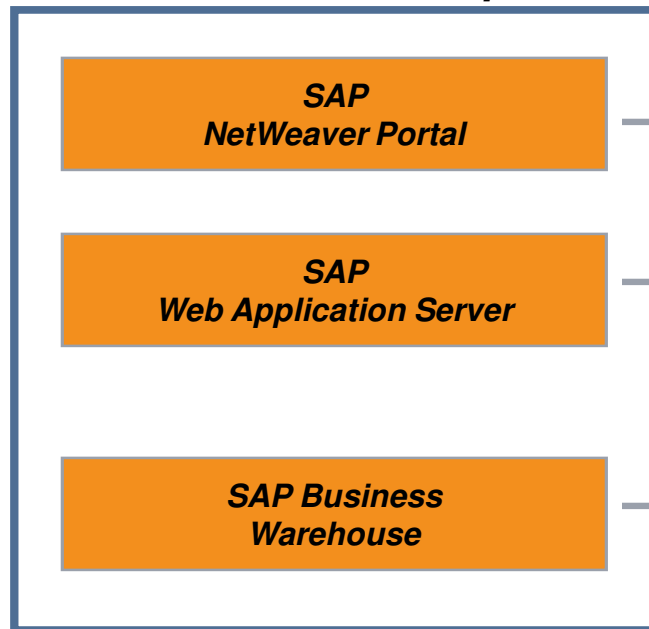 SAP
NetWeaver Portal
SAP
Web Application Server
SAP Business
Warehouse